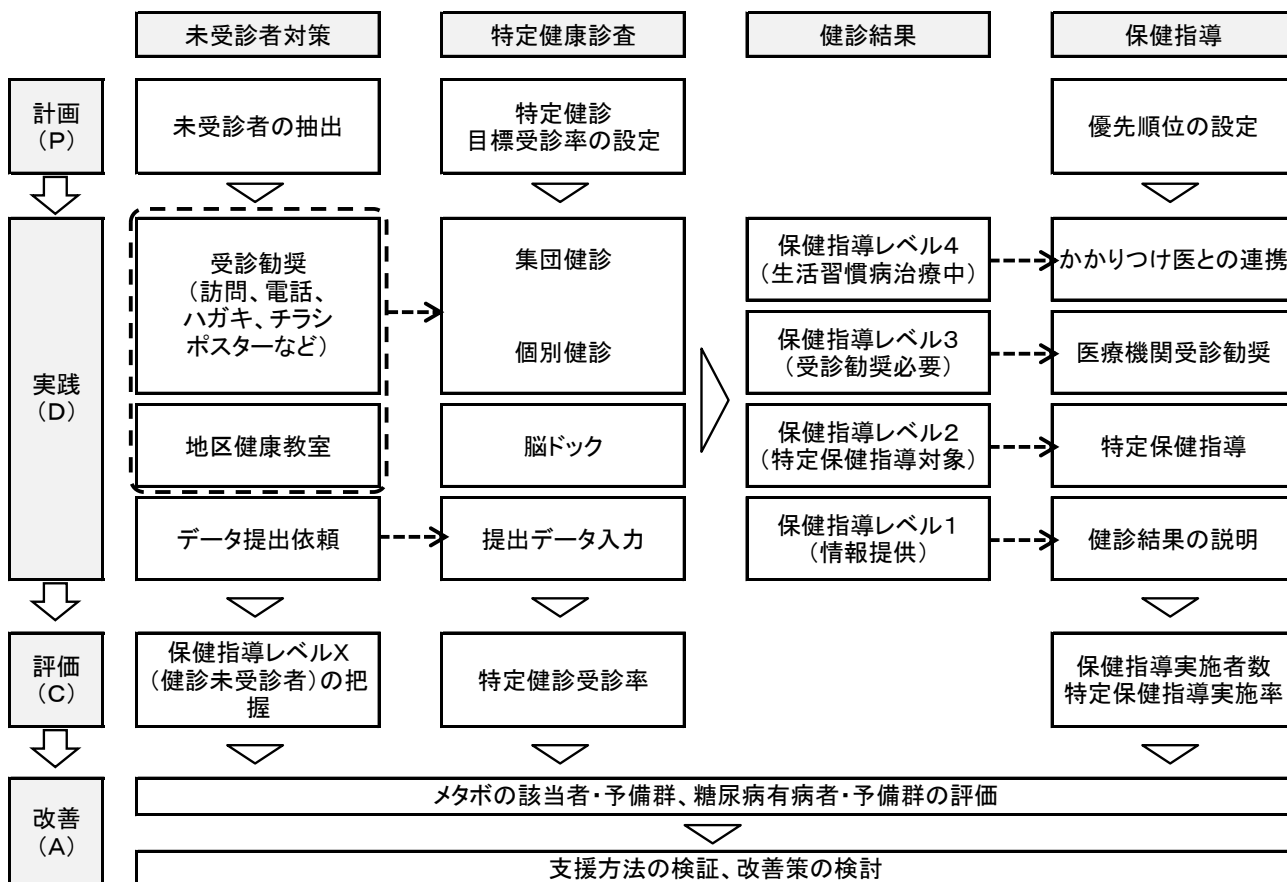 未受診者対策
特定健康診査
健診結果
保健指導
計画
（P）
未受診者の抽出
特定健診
目標受診率の設定
優先順位の設定
実践
（D）
受診勧奨
（訪問、電話、
ハガキ、チラシ
ポスターなど）
地区健康教室
データ提出依頼
集団健診
個別健診
脳ドック
提出データ入力
保健指導レベル4
（生活習慣病治療中）
保健指導レベル3
（受診勧奨必要）
保健指導レベル2
（特定保健指導対象）
保健指導レベル1
（情報提供）
かかりつけ医との連携
医療機関受診勧奨
特定保健指導
健診結果の説明
評価
（C）
保健指導レベルX
（健診未受診者）の把
握
特定健診受診率
保健指導実施者数
特定保健指導実施率
改善
（A）
メタボの該当者・予備群、糖尿病有病者・予備群の評価
支援方法の検証、改善策の検討